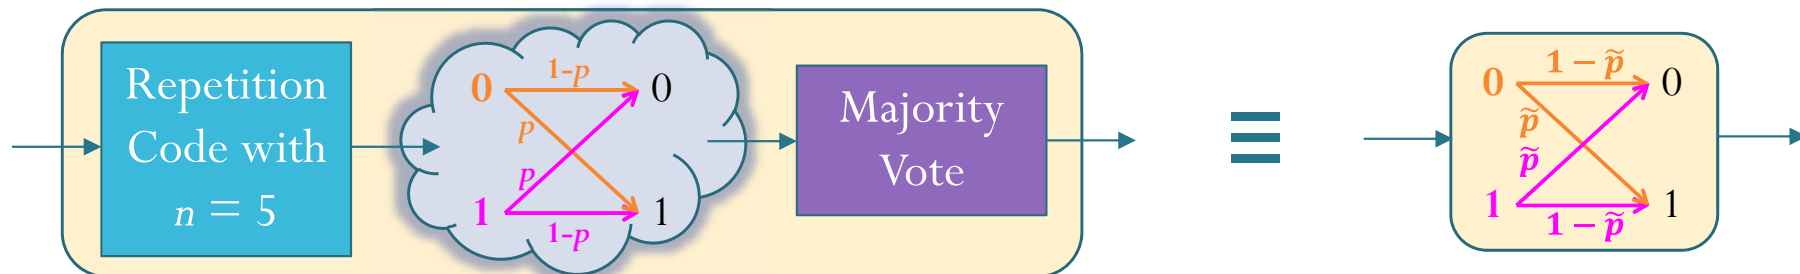 Repetition
Code with
n = 5
0 1-p 0
p
p
1 1-p 1
Majority
Vote
≡
0 1 − p̃ 0
p̃
p̃
1 1 − p̃ 1